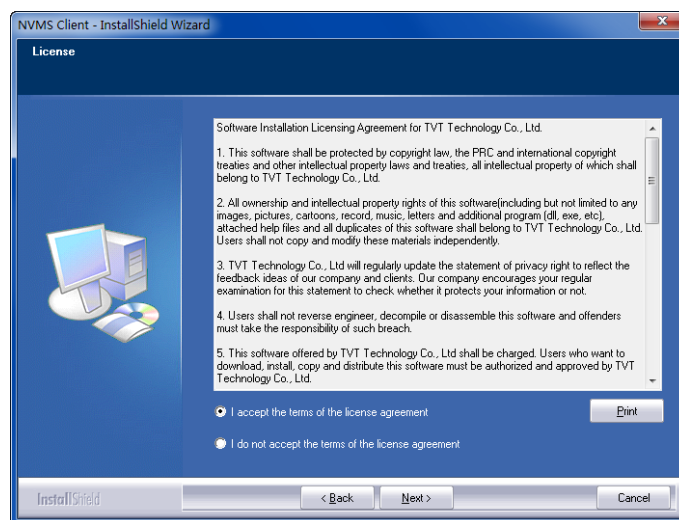 NVMS Client - InstallShield Wizard
License
Software Installation Licensing Agreement for TVT Technology Co., Ltd.
1. This software shall be protected by copyright law, the PRC and international copyright
treaties and other intellectual property laws and treaties, all intellectual property of which shall
belong to TVT Technology Co., Ltd.
2. All ownership and intellectual property rights of this software(including but not limited to any
images, pictures, cartoons, record, music, letters and additional program (dll, exe, etc),
attached help files and all duplicates of this software shall belong to TVT Technology Co., Ltd.
Users shall not copy and modify these materials independently.
3. TVT Technology Co., Ltd will regularly update the statement of privacy right to reflect the
feedback ideas of our company and clients. Our company encourages your regular
examination for this statement to check whether it protects your information or not.
4. Users shall not reverse engineer, decompile or disassemble this software and offenders
must take the responsibility of such breach.
5. This software offered by TVT Technology Co., Ltd shall be charged. Users who want to
download, install, copy and distribute this software must be authorized and approved by TVT
Technology Co., Ltd.
I accept the terms of the license agreement
Print
I do not accept the terms of the license agreement
InstallShield
< Back
Next >
Cancel